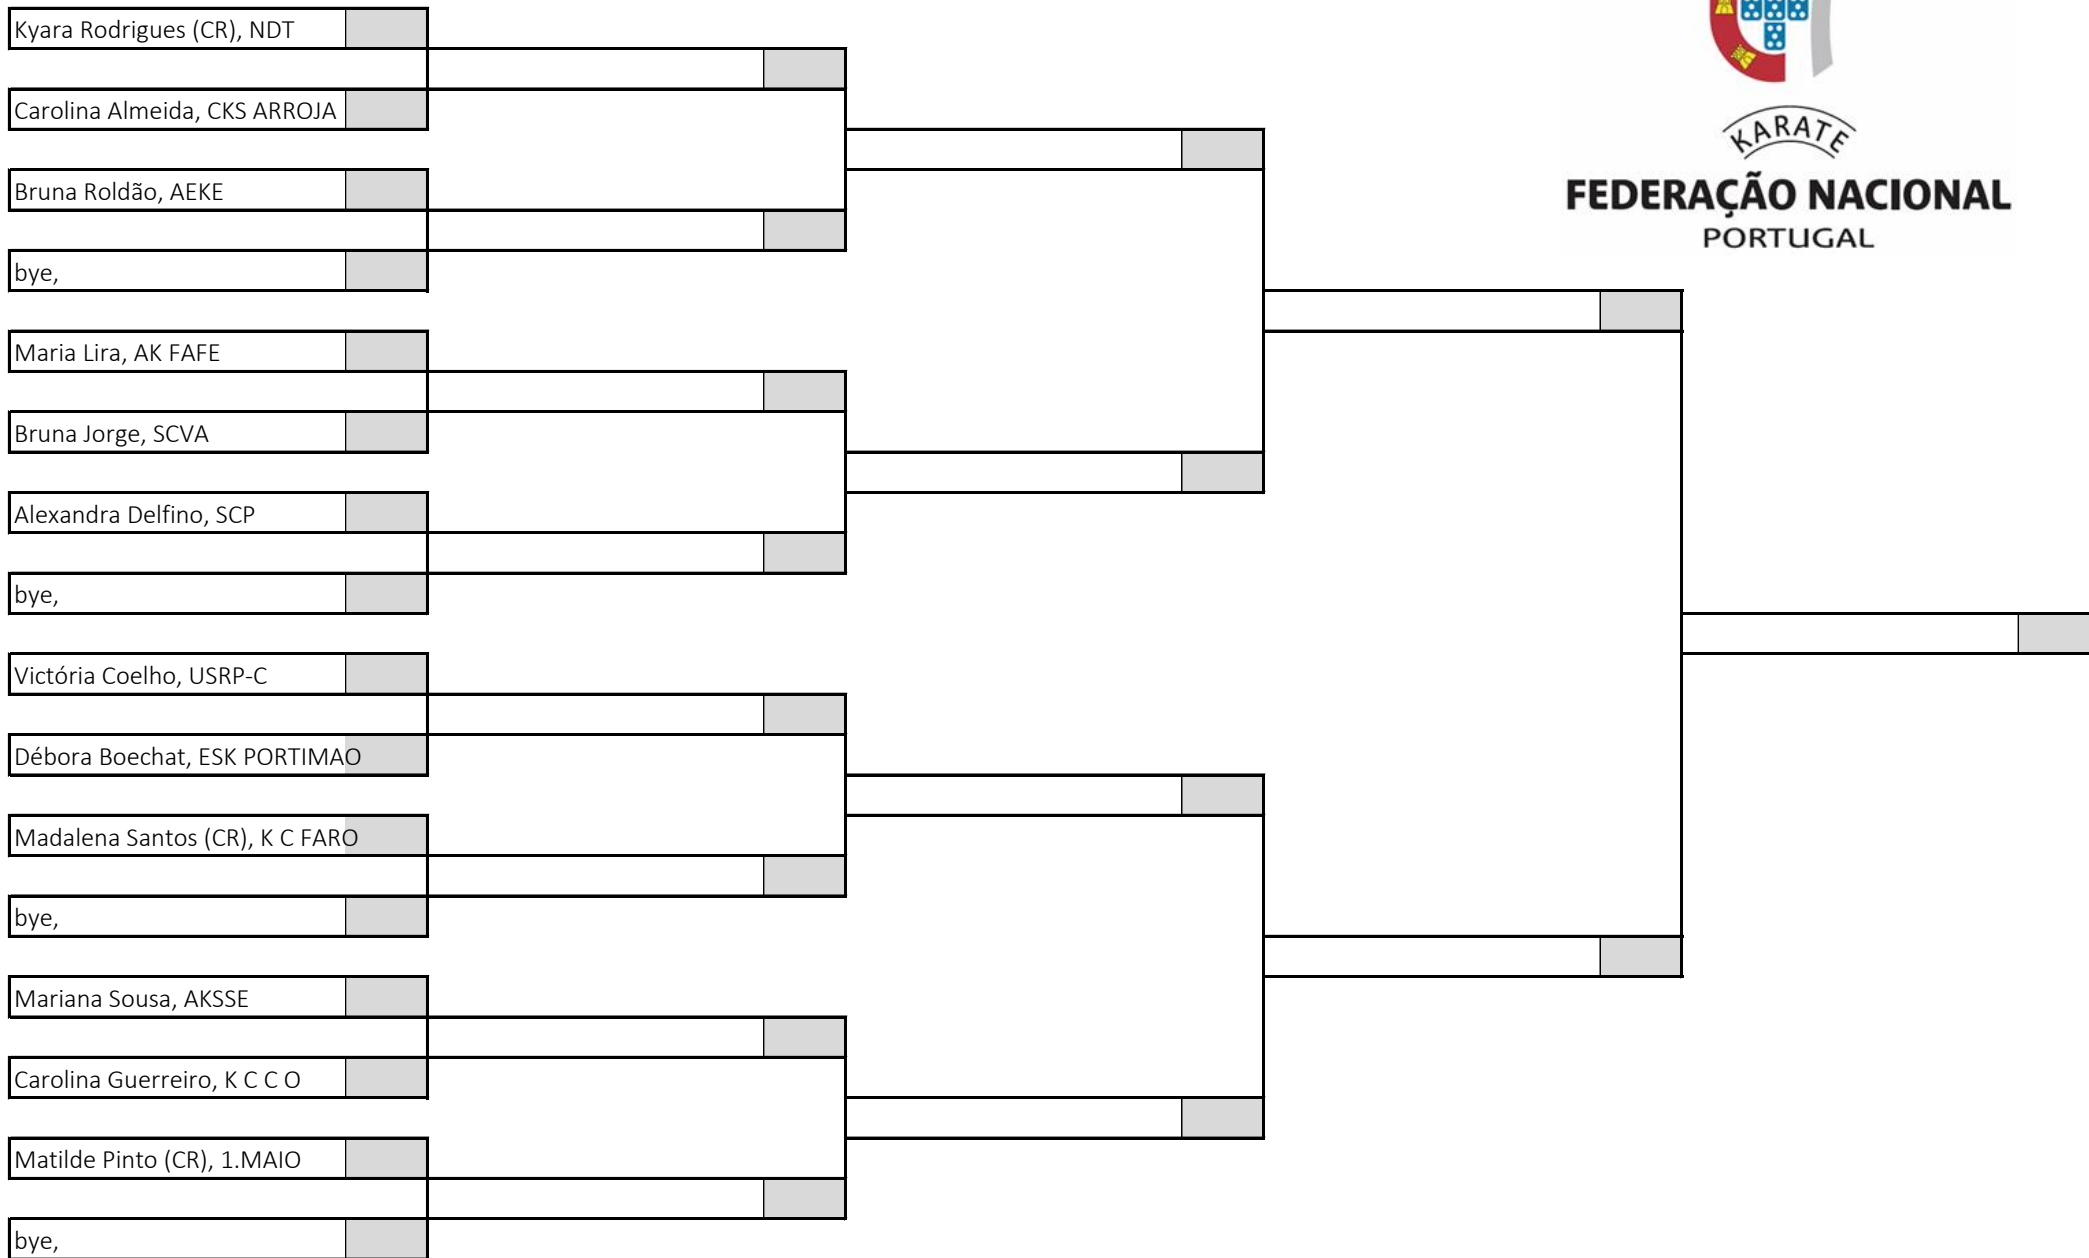 Kyara Rodrigues (CR), NDT
Carolina Almeida, CKS ARROJA
Bruna Roldão, AEKE
bye,
Maria Lira, AK FAFE
Bruna Jorge, SCVA
Alexandra Delfino, SCP
bye,
Victória Coelho, USRP-C
Débora Boechat, ESK PORTIMAO
Madalena Santos (CR), K C FARO
bye,
Mariana Sousa, AKSSE
Carolina Guerreiro, K C C O
Matilde Pinto (CR), 1.MAIO
bye,
KARATE
FEDERAÇÃO NACIONAL
PORTUGAL